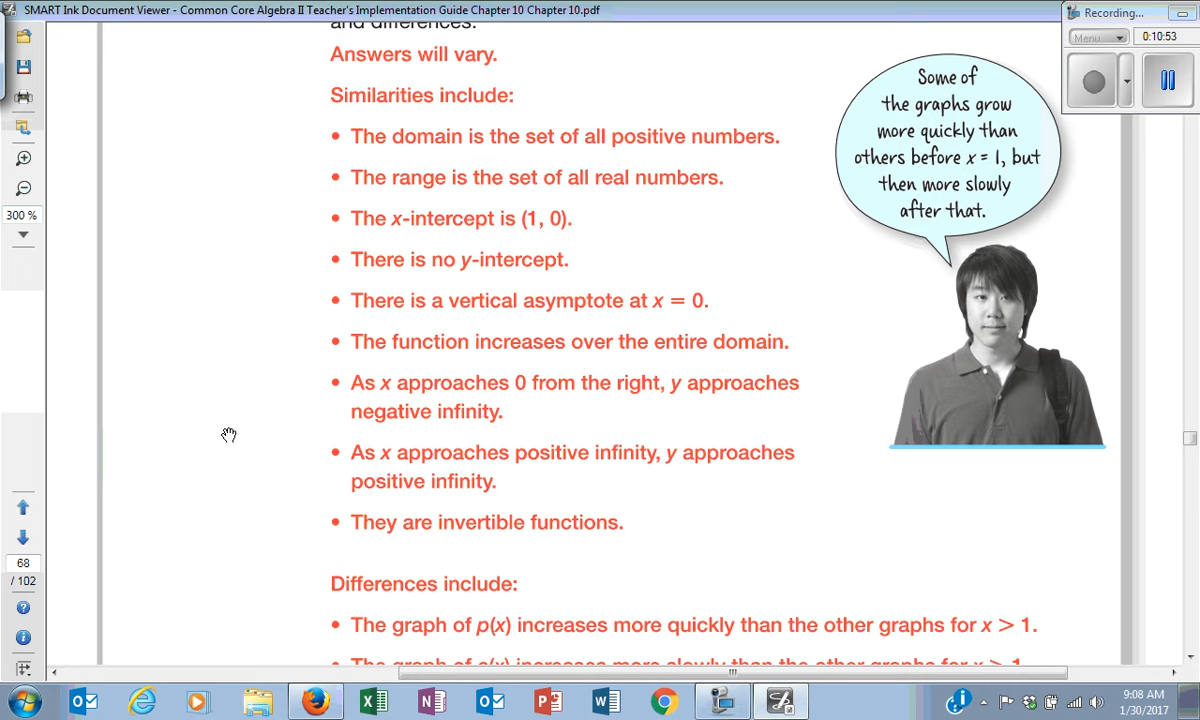 SMART Ink Document Viewer - Common Core Algebra II Teacher's Implementation Guide Chapter 10 Chapter 10.pdf
Recording...
Menu
0:10:53
300 %
68
/ 102
and differences.
Answers will vary.
Similarities include:
• The domain is the set of all positive numbers.
• The range is the set of all real numbers.
• The x-intercept is (1, 0).
• There is no y-intercept.
• There is a vertical asymptote at x = 0.
• The function increases over the entire domain.
• As x approaches 0 from the right, y approaches
negative infinity.
• As x approaches positive infinity, y approaches
positive infinity.
• They are invertible functions.
Some of
the graphs grow
more quickly than
others before x = 1, but
then more slowly
after that.
Differences include:
• The graph of p(x) increases more quickly than the other graphs for x > 1.
9:08 AM
1/30/2017